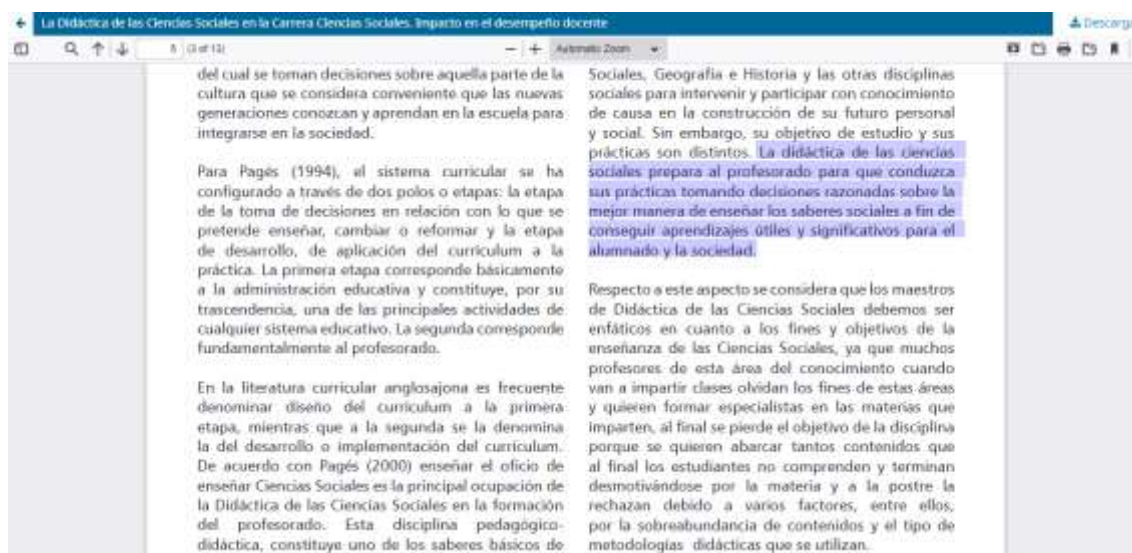 La Didáctica de las Ciencias Sociales en la Carrera Ciencias Sociales. Impacto en el desempeño docente
Descarga
(3 of 13)
Automatic Zoom
del cual se toman decisiones sobre aquella parte de la
cultura que se considera conveniente que las nuevas
generaciones conozcan y aprendan en la escuela para
integrarse en la sociedad.
Para Pagés (1994), el sistema curricular se ha
configurado a través de dos polos o etapas: la etapa
de la toma de decisiones en relación con lo que se
pretende enseñar, cambiar o reformar y la etapa
de desarrollo, de aplicación del curriculum a la
práctica. La primera etapa corresponde básicamente
a la administración educativa y constituye, por su
trascendencia, una de las principales actividades de
cualquier sistema educativo. La segunda corresponde
fundamentalmente al profesorado.
En la literatura curricular anglosajona es frecuente
denominar diseño del curriculum a la primera
etapa, mientras que a la segunda se la denomina
la del desarrollo o implementación del curriculum.
De acuerdo con Pagés (2000) enseñar el oficio de
enseñar Ciencias Sociales es la principal ocupación de
la Didáctica de las Ciencias Sociales en la formación
del profesorado. Esta disciplina pedagógico-
didáctica, constituye uno de los saberes básicos de
Sociales, Geografía e Historia y las otras disciplinas
sociales para intervenir y participar con conocimiento
de causa en la construcción de su futuro personal
y social. Sin embargo, su objetivo de estudio y sus
prácticas son distintos. La didáctica de las ciencias
sociales prepara al profesorado para que conduzca
sus prácticas tomando decisiones razonadas sobre la
mejor manera de enseñar los saberes sociales a fin de
conseguir aprendizajes útiles y significativos para el
alumnado y la sociedad.
Respecto a este aspecto se considera que los maestros
de Didáctica de las Ciencias Sociales debemos ser
enfáticos en cuanto a los fines y objetivos de la
enseñanza de las Ciencias Sociales, ya que muchos
profesores de esta área del conocimiento cuando
van a impartir clases olvidan los fines de estas áreas
y quieren formar especialistas en las materias que
imparten, al final se pierde el objetivo de la disciplina
porque se quieren abarcar tantos contenidos que
al final los estudiantes no comprenden y terminan
desmotivándose por la materia y a la postre la
rechazan debido a varios factores, entre ellos,
por la sobreabundancia de contenidos y el tipo de
metodologías didácticas que se utilizan.